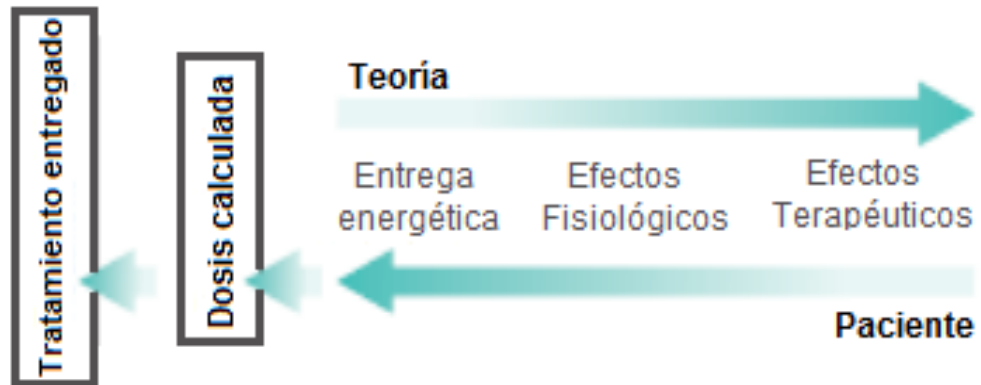 Tratamiento entregado
Dosis calculada
Teoría
Entrega
energética
Efectos
Fisiológicos
Efectos
Terapéuticos
Paciente